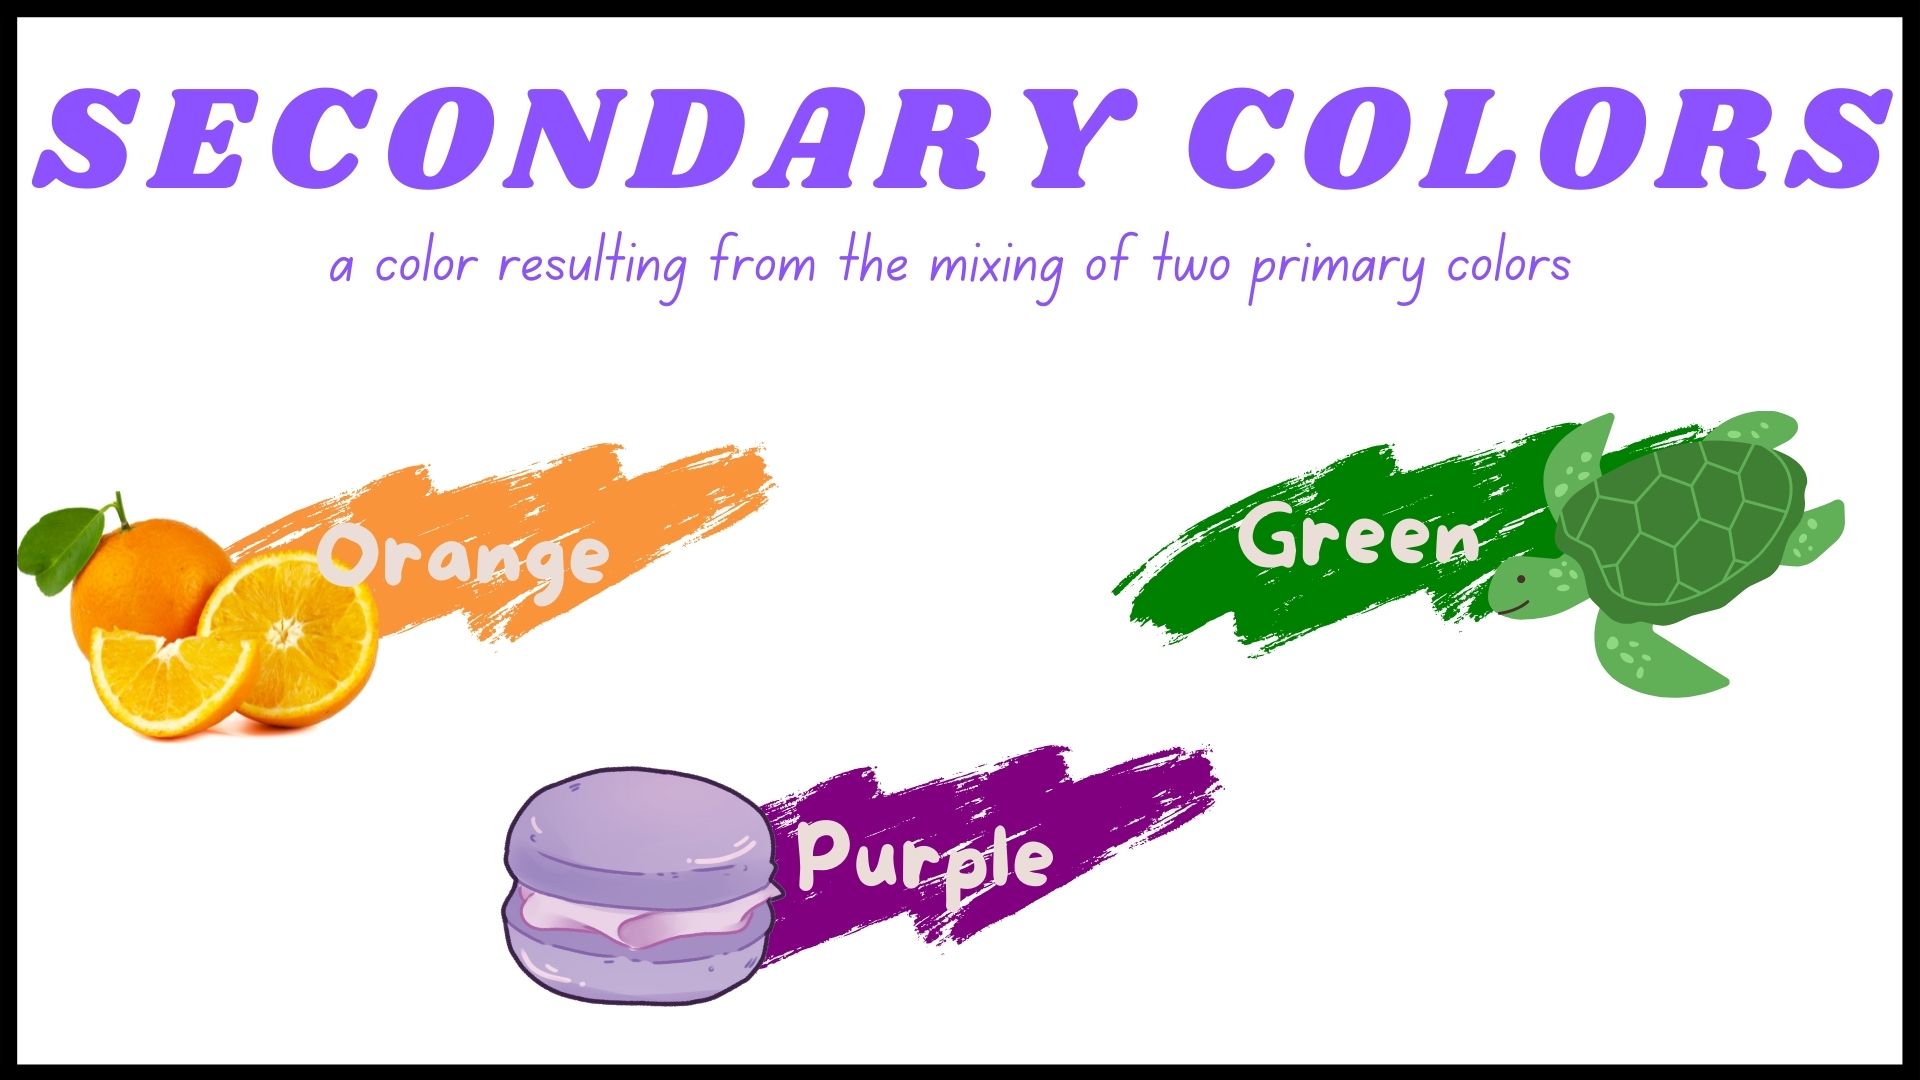 SECONDARY COLORS
a color resulting from the mixing of two primary colors
Orange
Green
Purple